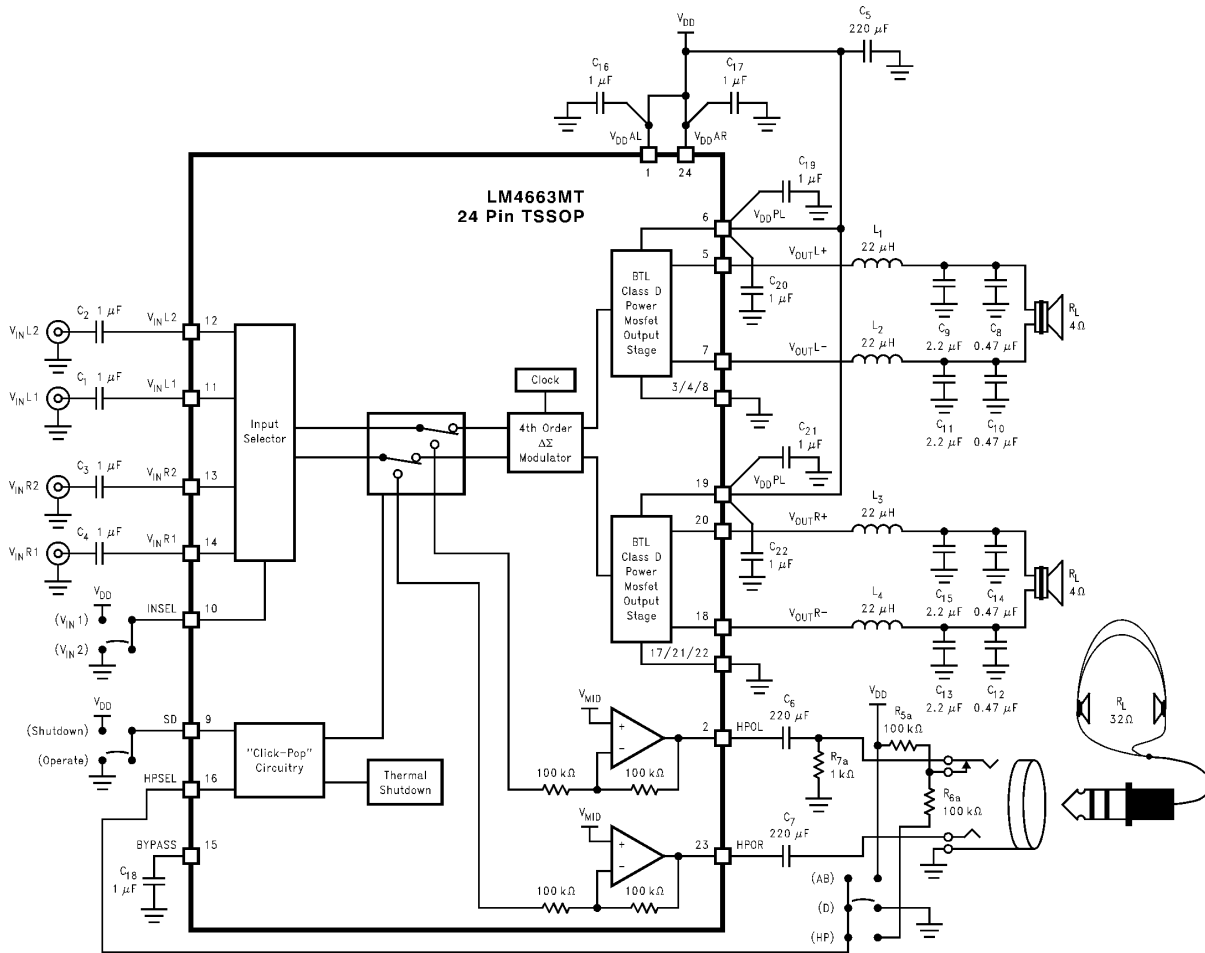 V_DD
C_5
220 μF
C_16
1 μF
C_17
1 μF
V_DD AL
V_DD AR
1
24
LM4663MT
24 Pin TSSOP
C_19
1 μF
6
V_DD PL
5
V_OUT L+
L_1
22 μH
BTL
Class D
Power
Mosfet
Output
Stage
C_20
1 μF
C_9
2.2 μF
C_8
0.47 μF
R_L
4Ω
7
V_OUT L-
L_2
22 μH
3/4/8
C_11
2.2 μF
C_10
0.47 μF
V_IN L2
C_2 1 μF
V_IN L2
12
V_IN L1
C_1 1 μF
V_IN L1
11
Input
Selector
Clock
4th Order
ΔΣ
Modulator
V_IN R2
C_3 1 μF
V_IN R2
13
V_IN R1
C_4 1 μF
V_IN R1
14
C_21
1 μF
19
V_DD PL
20
V_OUT R+
L_3
22 μH
BTL
Class D
Power
Mosfet
Output
Stage
C_22
1 μF
C_15
2.2 μF
C_14
0.47 μF
R_L
4Ω
18
V_OUT R-
L_4
22 μH
17/21/22
C_13
2.2 μF
C_12
0.47 μF
V_DD
(V_IN 1)
(V_IN 2)
INSEL
10
V_DD
(Shutdown)
(Operate)
SD
9
HPSEL
16
"Click-Pop"
Circuitry
Thermal
Shutdown
BYPASS
15
C_18
1 μF
V_MID
+
−
100 kΩ
100 kΩ
2
HPOL
C_6
220 μF
R_7a
1 kΩ
V_DD
R_5a
100 kΩ
R_6a
100 kΩ
R_L
32Ω
V_MID
+
−
100 kΩ
100 kΩ
23
HPOR
C_7
220 μF
(AB)
(D)
(HP)